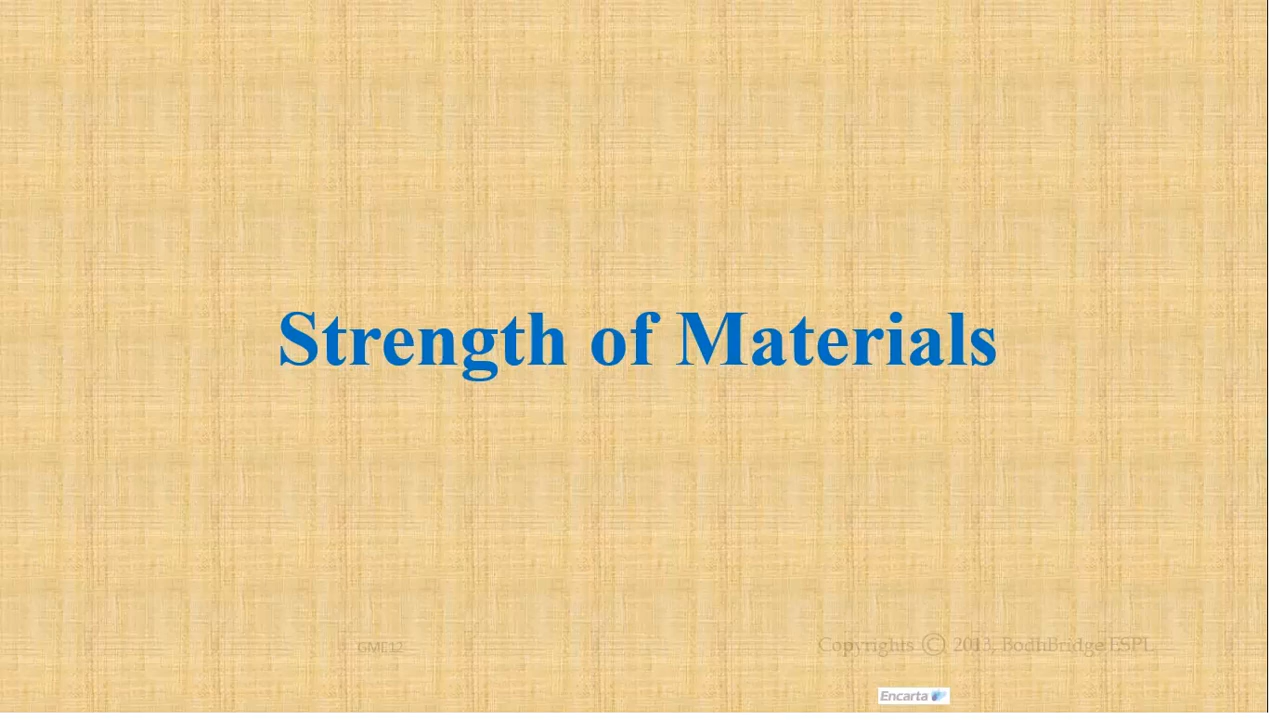 Strength of Materials
GME12
Copyrights © 2013, BodhBridge ESPL
Encarta